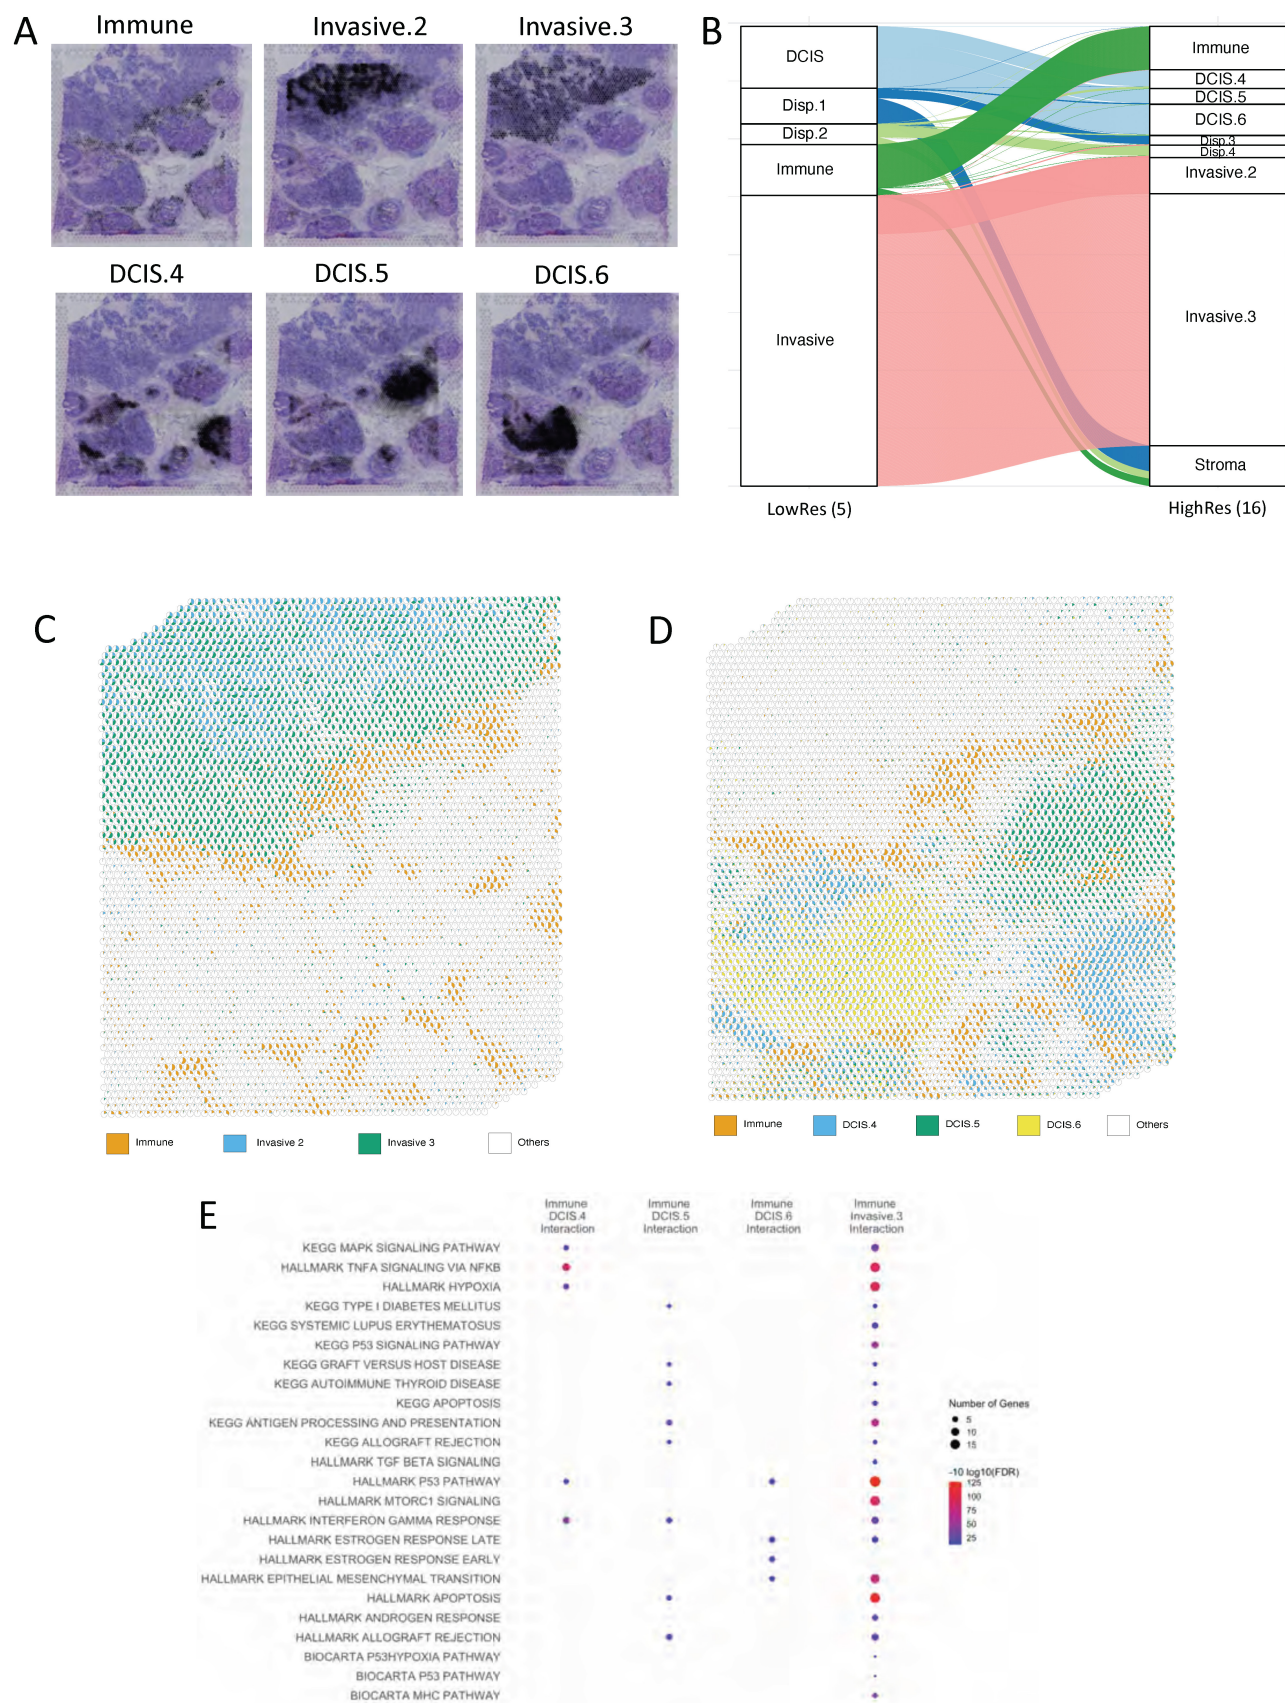 A
Immune
Invasive.2
Invasive.3
DCIS.4
DCIS.5
DCIS.6
B
DCIS
Disp.1
Disp.2
Immune
Invasive
Immune
DCIS.4
DCIS.5
DCIS.6
Disp.3
Disp.4
Invasive.2
Invasive.3
Stroma
LowRes (5)
HighRes (16)
C
Immune
Invasive 2
Invasive 3
Others
D
Immune
DCIS.4
DCIS.5
DCIS.6
Others
E
Immune
DCIS.4
Interaction
Immune
DCIS.5
Interaction
Immune
DCIS.6
Interaction
Immune
Invasive.3
Interaction
KEGG MAPK SIGNALING PATHWAY
HALLMARK TNFA SIGNALING VIA NFKB
HALLMARK HYPOXIA
KEGG TYPE I DIABETES MELLITUS
KEGG SYSTEMIC LUPUS ERYTHEMATOSUS
KEGG P53 SIGNALING PATHWAY
KEGG GRAFT VERSUS HOST DISEASE
KEGG AUTOIMMUNE THYROID DISEASE
KEGG APOPTOSIS
KEGG ANTIGEN PROCESSING AND PRESENTATION
KEGG ALLOGRAFT REJECTION
HALLMARK TGF BETA SIGNALING
HALLMARK P53 PATHWAY
HALLMARK MTORC1 SIGNALING
HALLMARK INTERFERON GAMMA RESPONSE
HALLMARK ESTROGEN RESPONSE LATE
HALLMARK ESTROGEN RESPONSE EARLY
HALLMARK EPITHELIAL MESENCHYMAL TRANSITION
HALLMARK APOPTOSIS
HALLMARK ANDROGEN RESPONSE
HALLMARK ALLOGRAFT REJECTION
BIOCARTA P53HYPOXIA PATHWAY
BIOCARTA P53 PATHWAY
BIOCARTA MHC PATHWAY
Number of Genes
5
10
15
-10 log10(FDR)
125
100
75
50
25